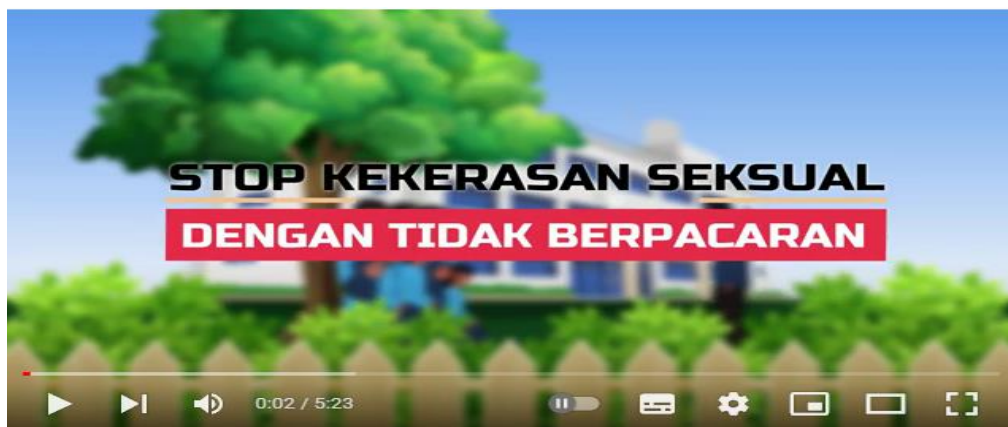 STOP KEKERASAN SEKSUAL
DENGAN TIDAK BERPACARAN
0:02 / 5:23